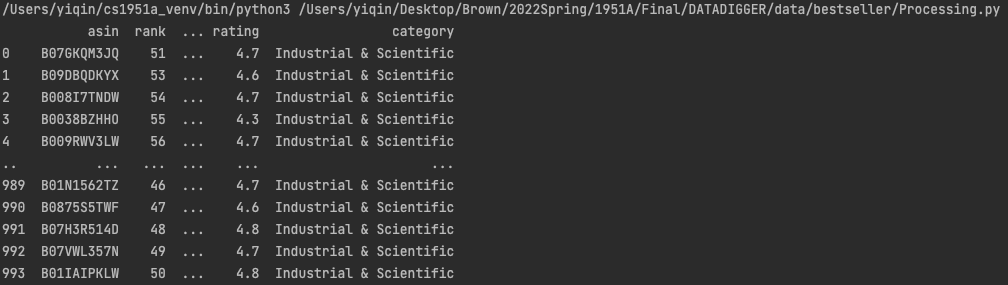 /Users/yiqin/cs1951a_venv/bin/python3 /Users/yiqin/Desktop/Brown/2022Spring/1951A/Final/DATADIGGER/data/bestseller/Processing.py
asin rank ... rating category
0 B07GKQM3JQ 51 ... 4.7 Industrial & Scientific
1 B09DBQDKYX 53 ... 4.6 Industrial & Scientific
2 B008I7TNDW 54 ... 4.7 Industrial & Scientific
3 B0038BZHHO 55 ... 4.3 Industrial & Scientific
4 B009RWV3LW 56 ... 4.7 Industrial & Scientific
.. ... ... ... ... ...
989 B01N1562TZ 46 ... 4.7 Industrial & Scientific
990 B0875S5TWF 47 ... 4.6 Industrial & Scientific
991 B07H3R514D 48 ... 4.8 Industrial & Scientific
992 B07VWL357N 49 ... 4.7 Industrial & Scientific
993 B01IAIPKLW 50 ... 4.8 Industrial & Scientific